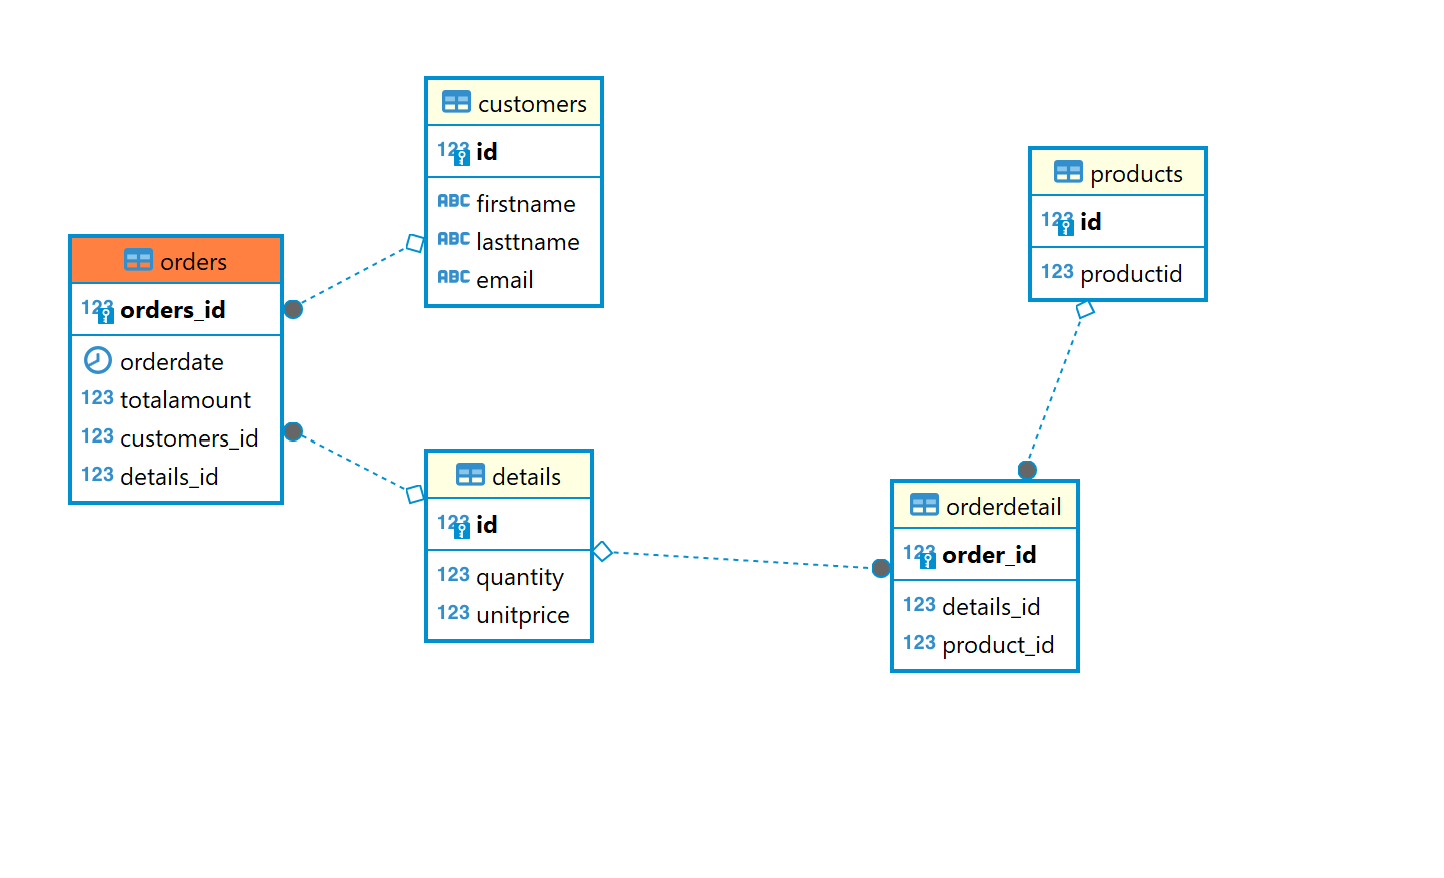 customers
123 id
ABC firstname
ABC lasttname
ABC email
products
123 id
123 productid
orders
123 orders_id
orderdate
123 totalamount
123 customers_id
123 details_id
details
123 id
123 quantity
123 unitprice
orderdetail
123 order_id
123 details_id
123 product_id